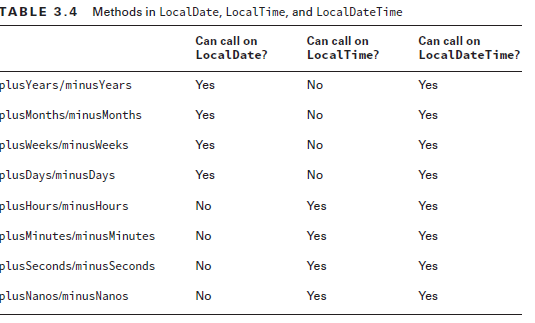 TABLE 3.4 Methods in LocalDate, LocalTime, and LocalDateTime
Can call on Can call on Can call on
LocalDate? LocalTime? LocalDateTime?
plusYears/minusYears Yes No Yes
plusMonths/minusMonths Yes No Yes
plusWeeks/minusWeeks Yes No Yes
plusDays/minusDays Yes No Yes
plusHours/minusHours No Yes Yes
plusMinutes/minusMinutes No Yes Yes
plusSeconds/minusSeconds No Yes Yes
plusNanos/minusNanos No Yes Yes